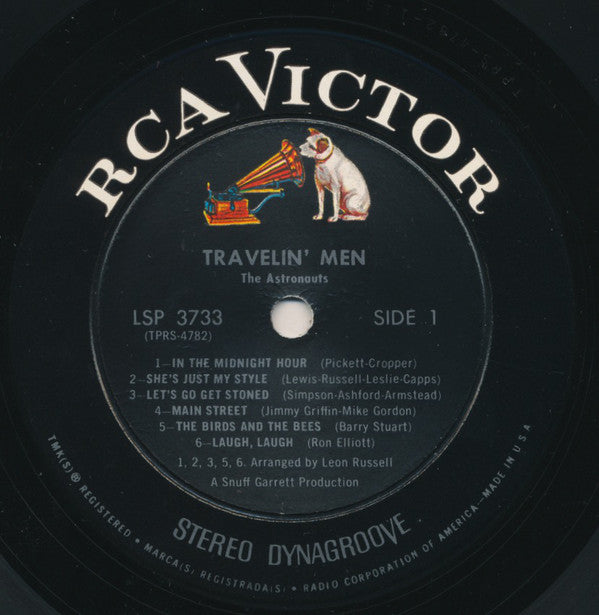 RCA VICTOR
TRAVELIN' MEN
The Astronauts
LSP 3733 SIDE 1
(TPRS-4782)
1—IN THE MIDNIGHT HOUR (Pickett-Cropper)
2—SHE'S JUST MY STYLE (Lewis-Russell-Leslie-Capps)
3—LET'S GO GET STONED (Simpson-Ashford-Armstead)
4—MAIN STREET (Jimmy Griffin-Mike Gordon)
5—THE BIRDS AND THE BEES (Barry Stuart)
6—LAUGH, LAUGH (Ron Elliott)
1, 2, 3, 5, 6. Arranged by Leon Russell
A Snuff Garrett Production
STEREO DYNAGROOVE
TMK(S) ® REGISTERED • MARCA(S) REGISTRADA(S) • RADIO CORPORATION OF AMERICA—MADE IN U.S.A